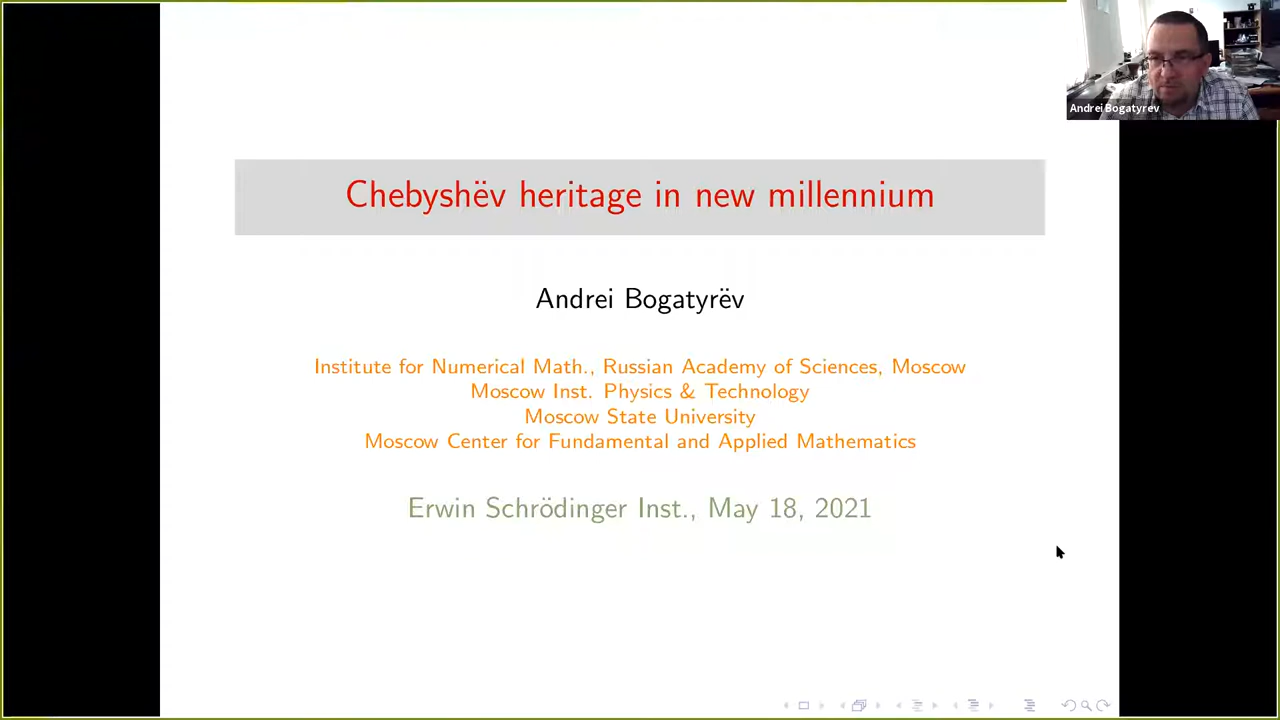 Andrei Bogatyrev
Chebyshëv heritage in new millennium
Andrei Bogatyrëv
Institute for Numerical Math., Russian Academy of Sciences, Moscow
Moscow Inst. Physics & Technology
Moscow State University
Moscow Center for Fundamental and Applied Mathematics
Erwin Schrödinger Inst., May 18, 2021